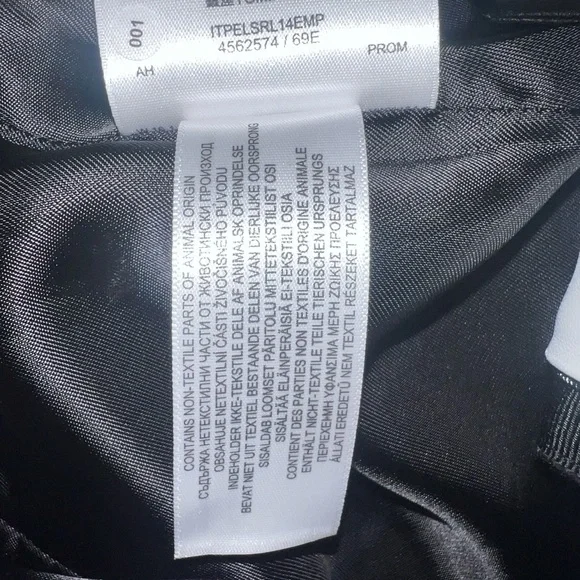 001
AH
ITPELSRL14EMP
4562574 / 69E
PROM
CONTAINS NON-TEXTILE PARTS OF ANIMAL ORIGIN
СЪДЪРЖА НЕТЕКСТИЛНИ ЧАСТИ ОТ ЖИВОТИНСКИ ПРОИЗХОД
OBSAHUJE NETEXTILNÍ ČÁSTI ŽIVOČIŠNÉHO PŮVODU
INDEHOLDER IKKE-TEKSTILE DELE AF ANIMALSK OPRINDELSE
BEVAT NIET UIT TEXTIEL BESTAANDE DELEN VAN DIERLIJKE OORSPRONG
SISALDAB LOOMSET PÄRITOLU MITTETEKSTIILIST OSI
SISÄLTÄÄ ELÄINPERÄISIÄ EI-TEKSTIILI OSIA
CONTIENT DES PARTIES NON TEXTILES D'ORIGINE ANIMALE
ENTHÄLT NICHT-TEXTILE TEILE TIERISCHEN URSPRUNGS
ΠΕΡΙΕΧΕΙ ΜΗ ΥΦΑΝΣΙΜΑ ΜΕΡΗ ΖΩΙΚΗΣ ΠΡΟΕΛΕΥΣΗΣ
ÁLLATI EREDETŰ NEM TEXTIL RÉSZEKET TARTALMAZ